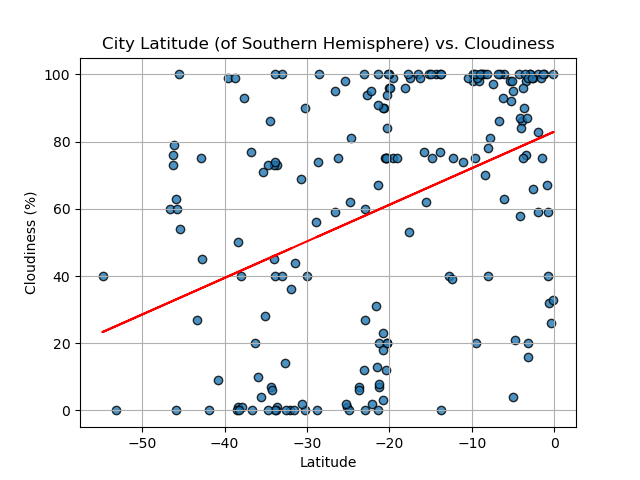 City Latitude (of Southern Hemisphere) vs. Cloudiness
100
80
60
40
20
0
Cloudiness (%)
−50 −40 −30 −20 −10 0
Latitude